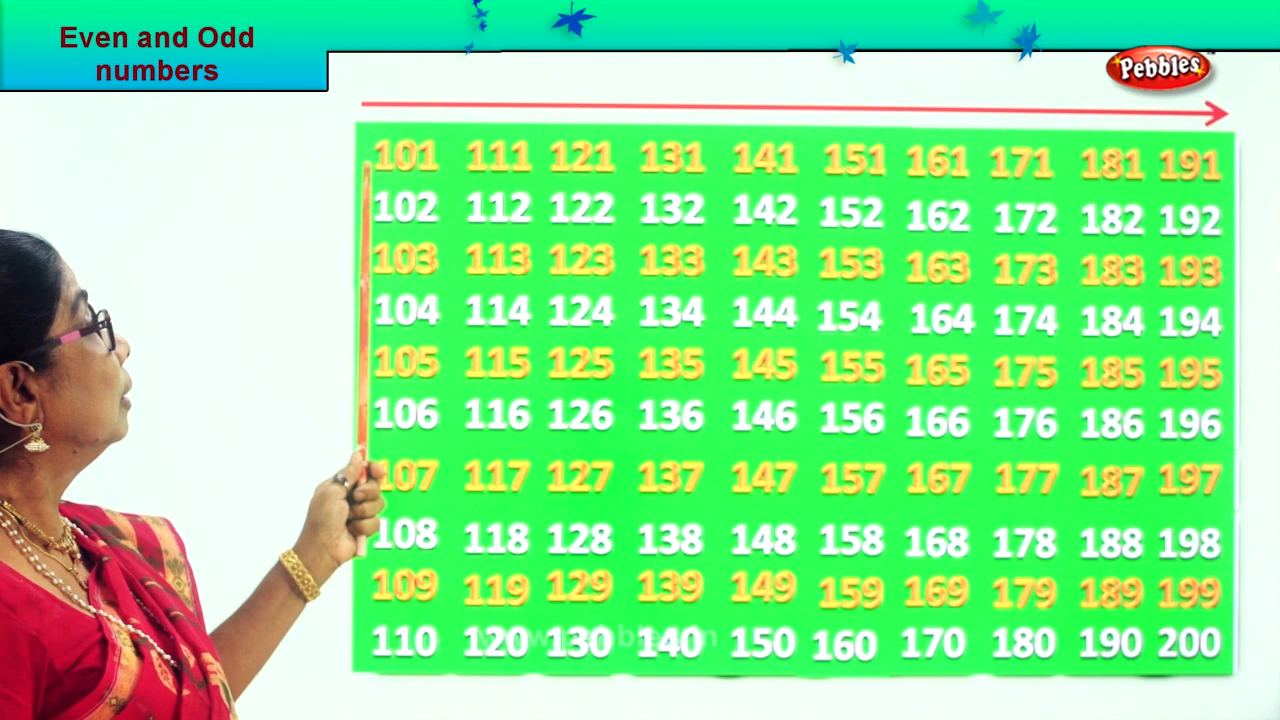 Even and Odd
numbers
Pebbles
101 111 121 131 141 151 161 171 181 191
102 112 122 132 142 152 162 172 182 192
103 113 123 133 143 153 163 173 183 193
104 114 124 134 144 154 164 174 184 194
105 115 125 135 145 155 165 175 185 195
106 116 126 136 146 156 166 176 186 196
107 117 127 137 147 157 167 177 187 197
108 118 128 138 148 158 168 178 188 198
109 119 129 139 149 159 169 179 189 199
110 120 130 140 150 160 170 180 190 200